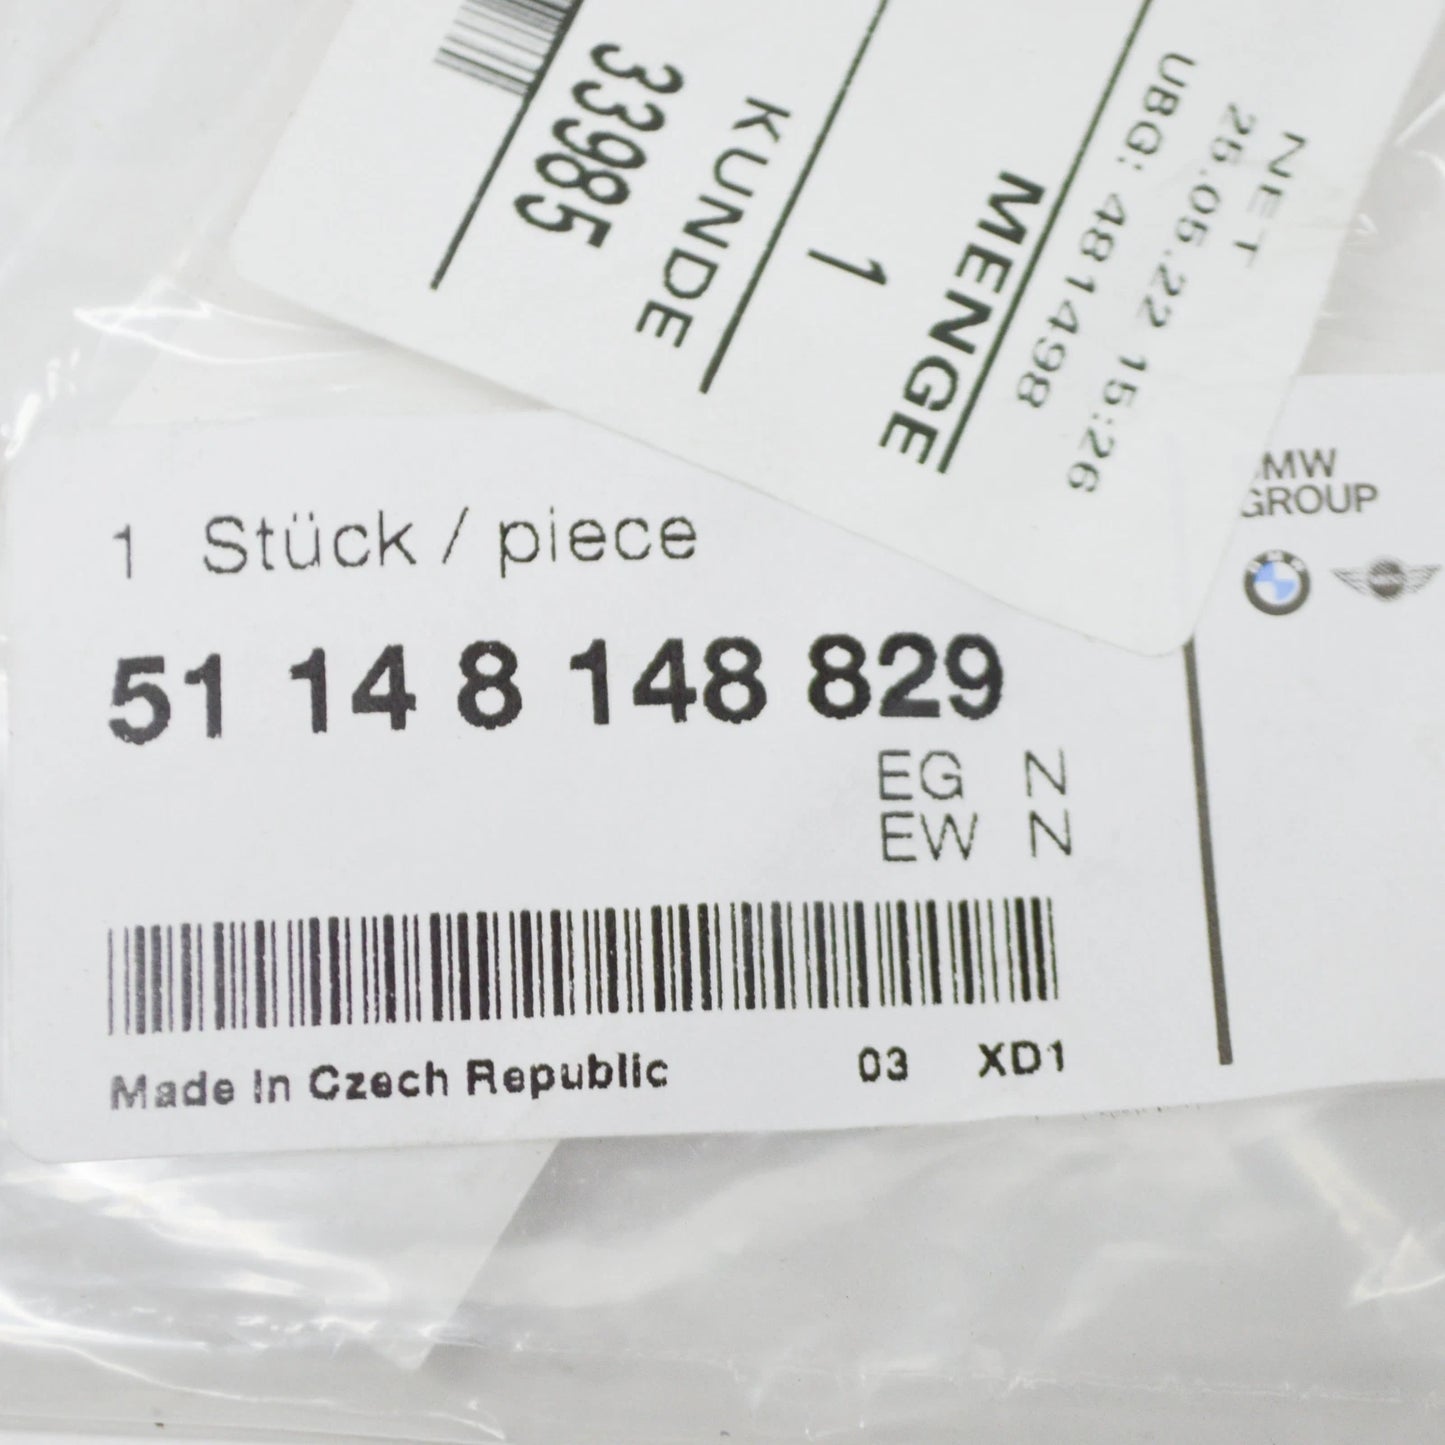 33985
KUNDE
1
MENGE
UBG: 481498
25.05.22 15:26
NET
1 Stück / piece
51 14 8 148 829
EG N
EW N
Made In Czech Republic 03 XD1
BMW
GROUP